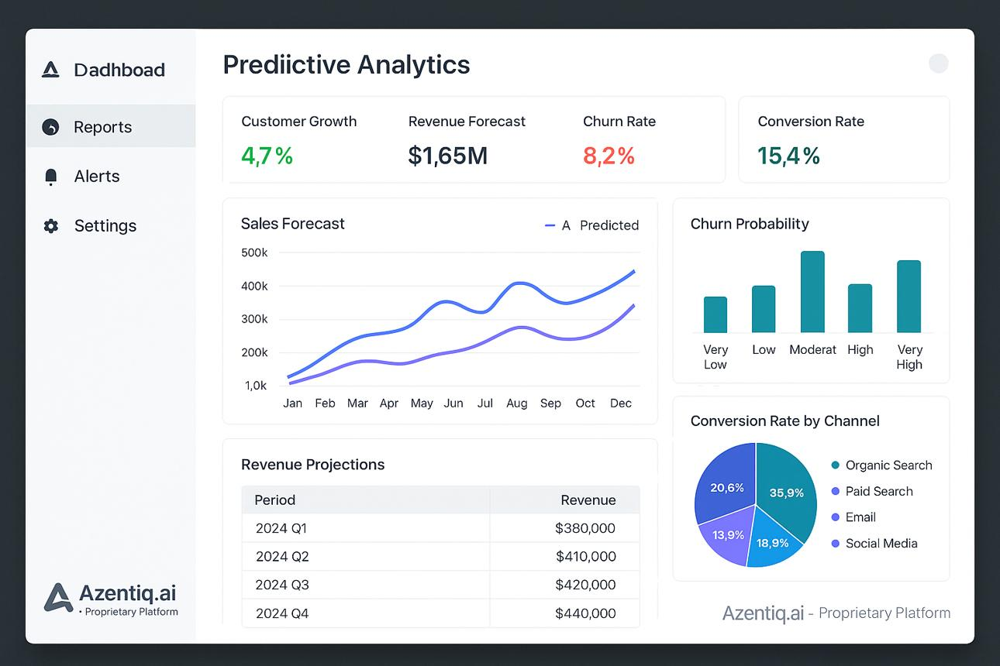 Dadhboad
Reports
Alerts
Settings
Azentiq.ai
• Proprietary Platform
Prediictive Analytics
Customer Growth
4,7%
Revenue Forecast
$1,65M
Churn Rate
8,2%
Conversion Rate
15,4%
Sales Forecast
A Predicted
500k
400k
300k
200k
1,0k
Jan Feb Mar Apr May Jun Jul Aug Sep Oct Dec
Churn Probability
Very Low
Low
Moderat
High
Very High
Revenue Projections
Period Revenue
2024 Q1 $380,000
2024 Q2 $410,000
2024 Q3 $420,000
2024 Q4 $440,000
Conversion Rate by Channel
20,6%
35,9%
13,9%
18,9%
Organic Search
Paid Search
Email
Social Media
Azentiq.ai - Proprietary Platform